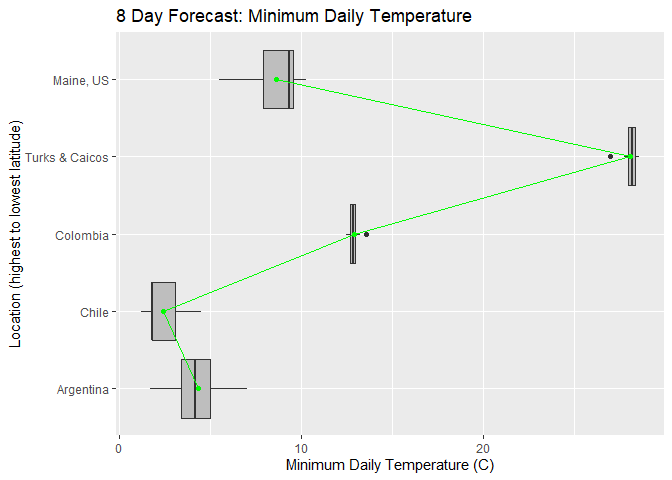 8 Day Forecast: Minimum Daily Temperature
Location (highest to lowest latitude)
Maine, US
Turks & Caicos
Colombia
Chile
Argentina
0 10 20
Minimum Daily Temperature (C)